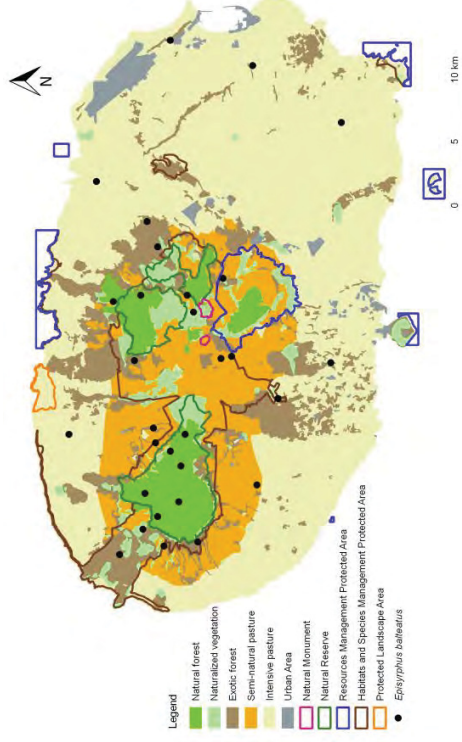 N
Legend
Natural forest
Naturalized vegetation
Exotic forest
Semi-natural pasture
Intensive pasture
Urban Area
Natural Monument
Natural Reserve
Resources Management Protected Area
Habitats and Species Management Protected Area
Protected Landscape Area
Episyrphus balteatus
0 5 10 km